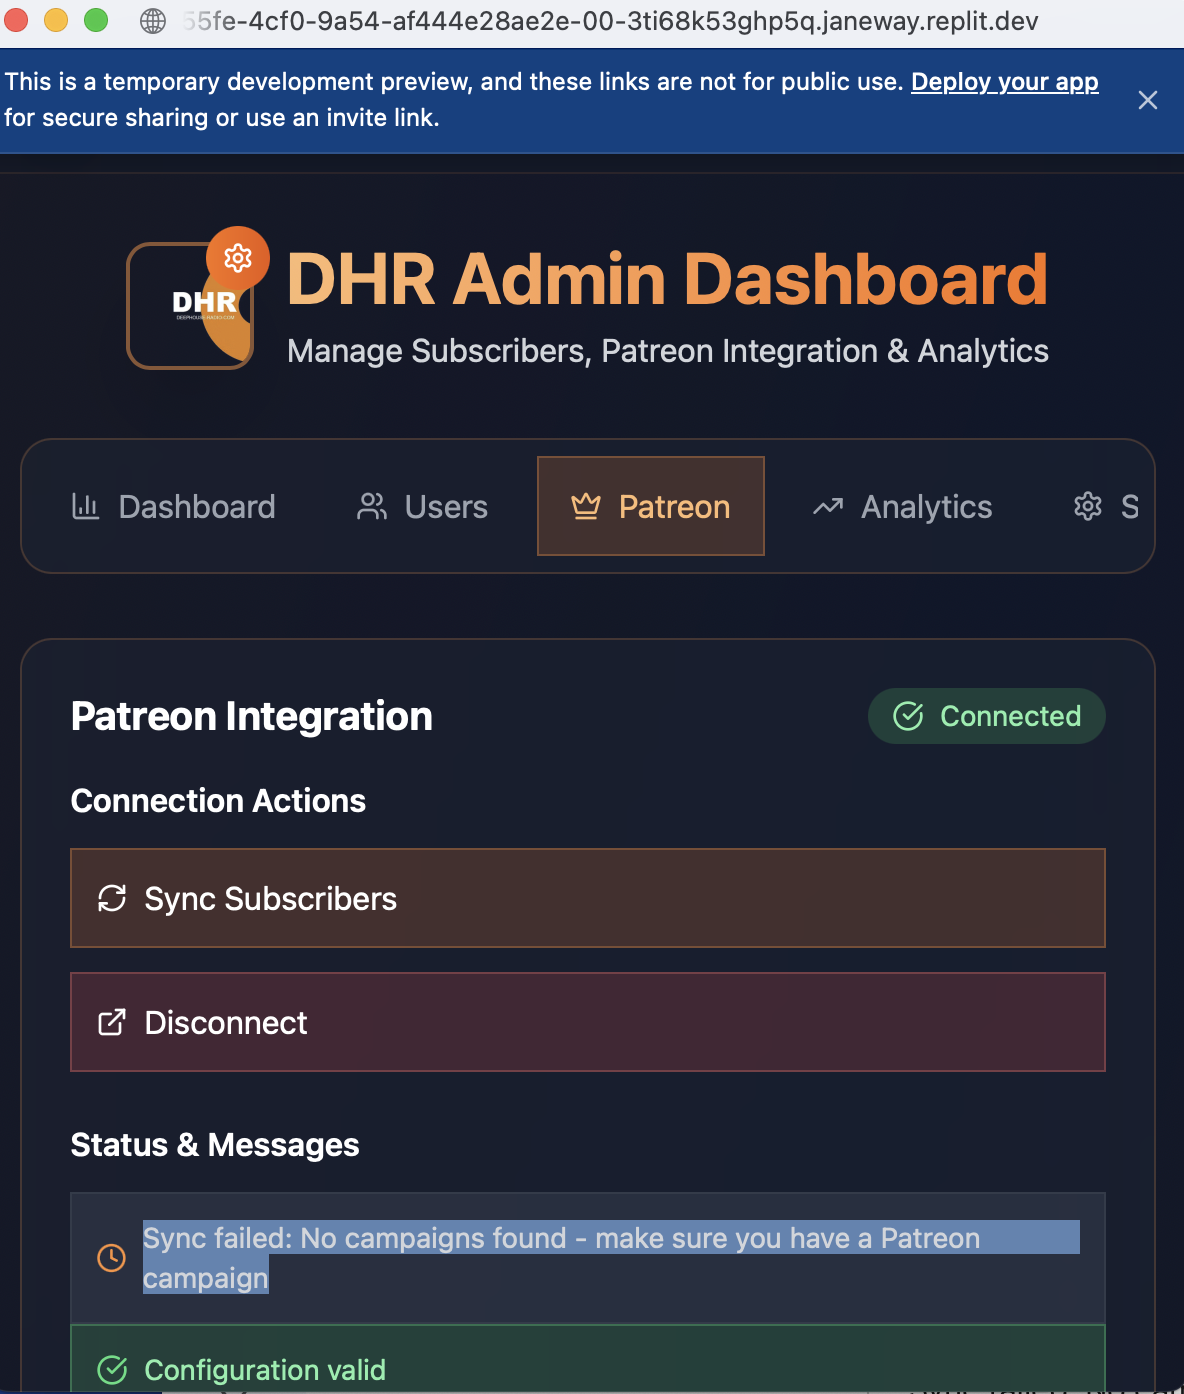 55fe-4cf0-9a54-af444e28ae2e-00-3ti68k53ghp5q.janeway.replit.dev
This is a temporary development preview, and these links are not for public use. Deploy your app
for secure sharing or use an invite link.
DHR
DEEPHOUSE-RADIO.COM
DHR Admin Dashboard
Manage Subscribers, Patreon Integration & Analytics
Dashboard Users Patreon Analytics S
Patreon Integration
Connected
Connection Actions
Sync Subscribers
Disconnect
Status & Messages
Sync failed: No campaigns found - make sure you have a Patreon
campaign
Configuration valid